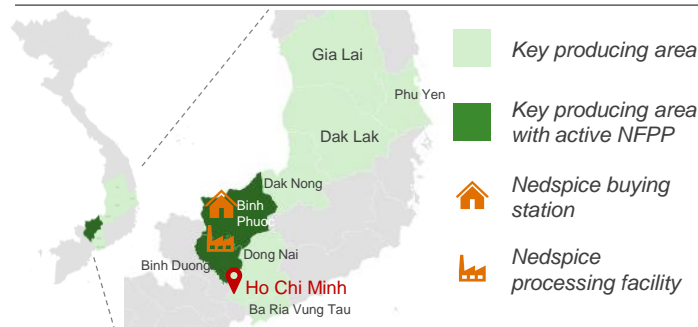 Gia Lai
Phu Yen
Dak Lak
Dak Nong
Binh
Phuoc
Dong Nai
Binh Duong
Ho Chi Minh
Ba Ria Vung Tau
Key producing area
Key producing area
with active NFPP
Nedspice buying
station
Nedspice
processing facility